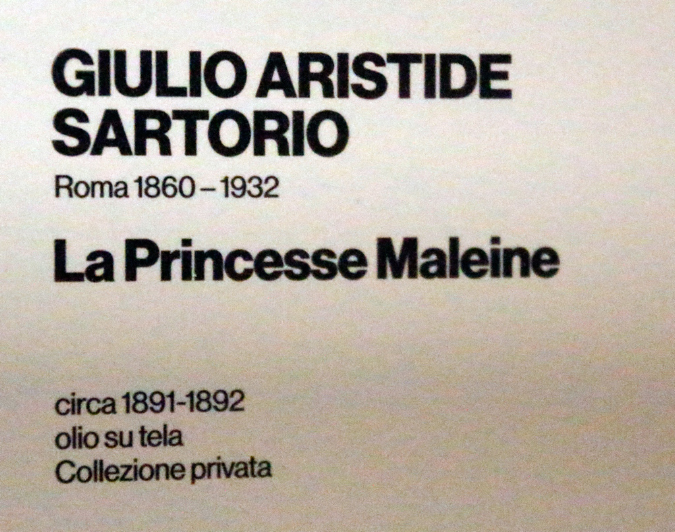 GIULIO ARISTIDE
SARTORIO
Roma 1860 – 1932
La Princesse Maleine
circa 1891-1892
olio su tela
Collezione privata